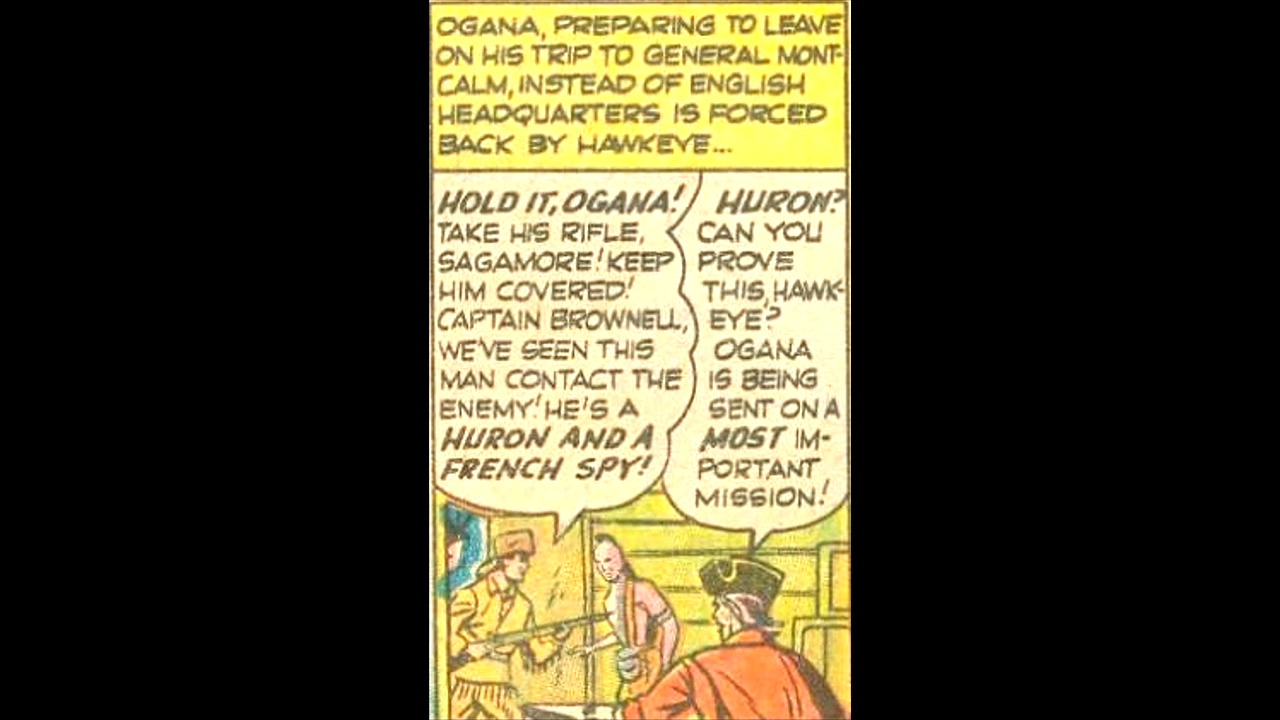 OGANA, PREPARING TO LEAVE
ON HIS TRIP TO GENERAL MONT-
CALM, INSTEAD OF ENGLISH
HEADQUARTERS IS FORCED
BACK BY HAWKEYE...
HOLD IT, OGANA!
TAKE HIS RIFLE,
SAGAMORE! KEEP
HIM COVERED!
CAPTAIN BROWNELL,
WE'VE SEEN THIS
MAN CONTACT THE
ENEMY! HE'S A
HURON AND A
FRENCH SPY!
HURON?
CAN YOU
PROVE
THIS, HAWK-
EYE?
OGANA
IS BEING
SENT ON A
MOST IM-
PORTANT
MISSION!